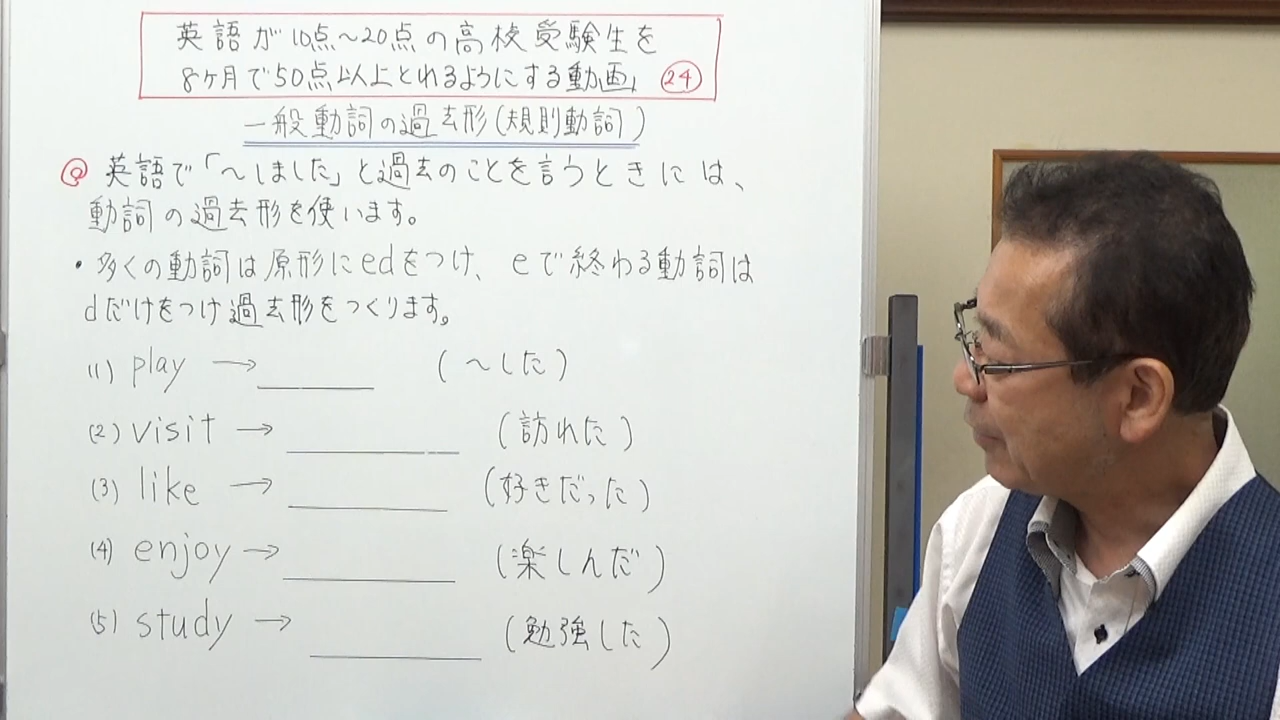 英語が10点〜20点の高校受験生を
8ヶ月で50点以上とれるようにする動画」 24
一般動詞の過去形(規則動詞)
◎ 英語で「〜しました」と過去のことを言うときには、
動詞の過去形を使います。
・多くの動詞は原形にedをつけ、eで終わる動詞は
dだけをつけ過去形をつくります。
(1) play → ______ (〜した)
(2) visit → ______ (訪れた)
(3) like → ______ (好きだった)
(4) enjoy → ______ (楽しんだ)
(5) study → ______ (勉強した)